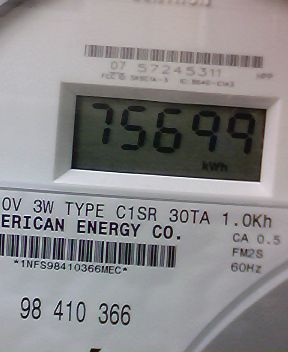 07 57245311 HPP
75699
kWh
0V 3W TYPE C1SR 30TA 1.0Kh
ERICAN ENERGY CO. CA 0.5
FM2S
*1NFS98410366MEC* 60Hz
98 410 366